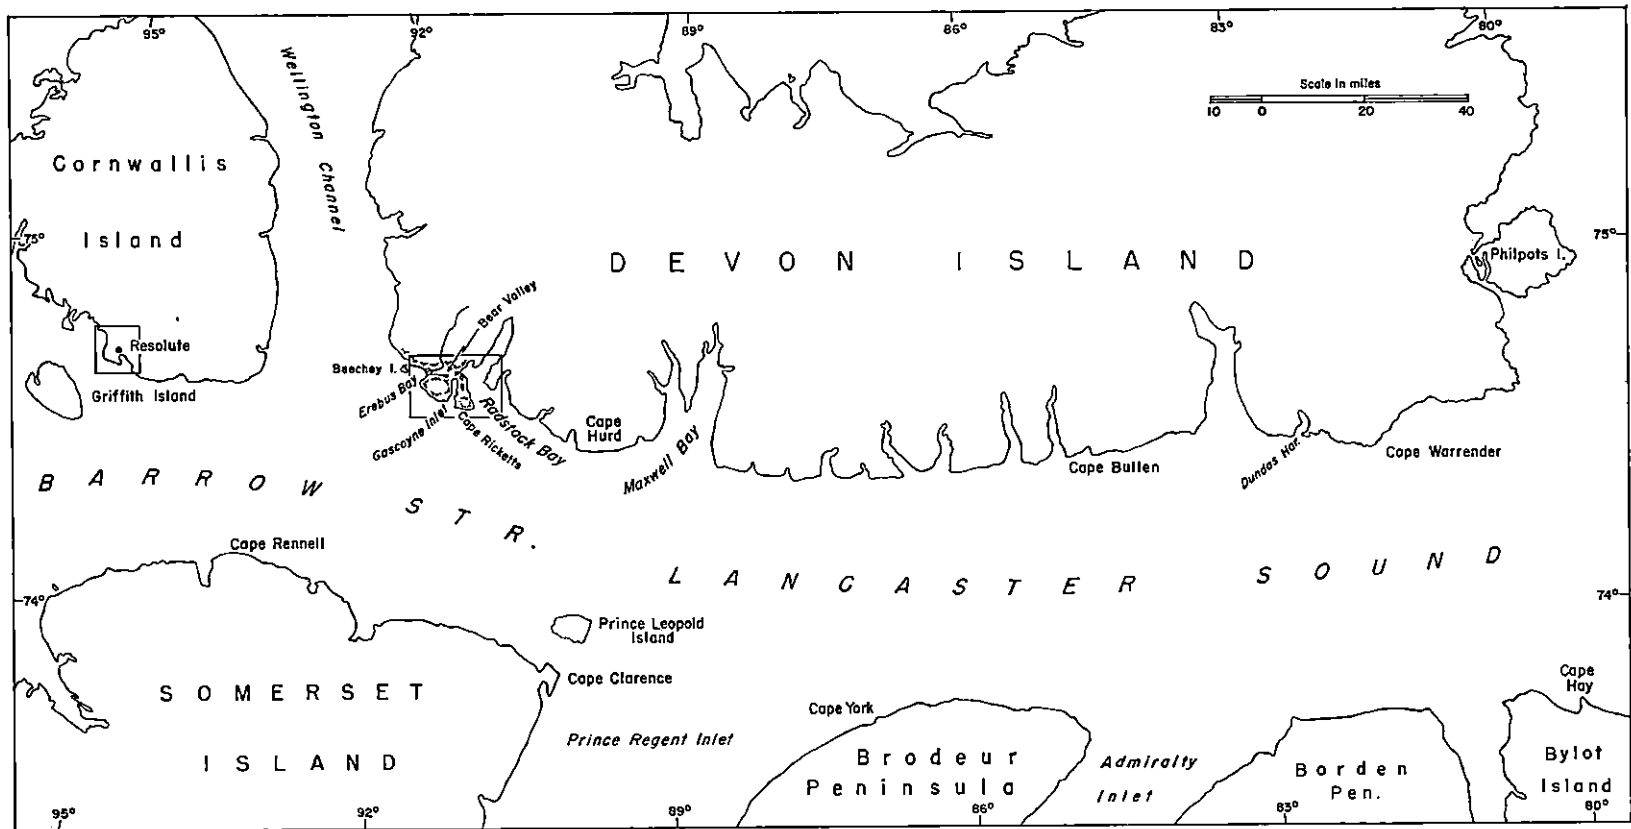 95° 92° 89° 86° 83° 80°
Scale in miles
10 0 20 40
Wellington Channel
Cornwallis
Island
75° 75°
DEVON ISLAND
Philpots I.
Bear Valley
Resolute
Beechey I.
Griffith Island
Erebus Bay
Gascoyne Inlet
Cape Ricketts
Radstock Bay
Cape
Hurd
Maxwell Bay
Cape Bullen
Dundas Har.
Cape Warrender
BARROW STR.
Cape Rennell
LANCASTER SOUND
74° 74°
Prince Leopold
Island
Cape Clarence
SOMERSET
ISLAND
Cape
Hay
Cape York
Prince Regent Inlet
Brodeur
Peninsula
Admiralty
Inlet
Borden
Pen.
Bylot
Island
95° 92° 89° 86° 83° 80°